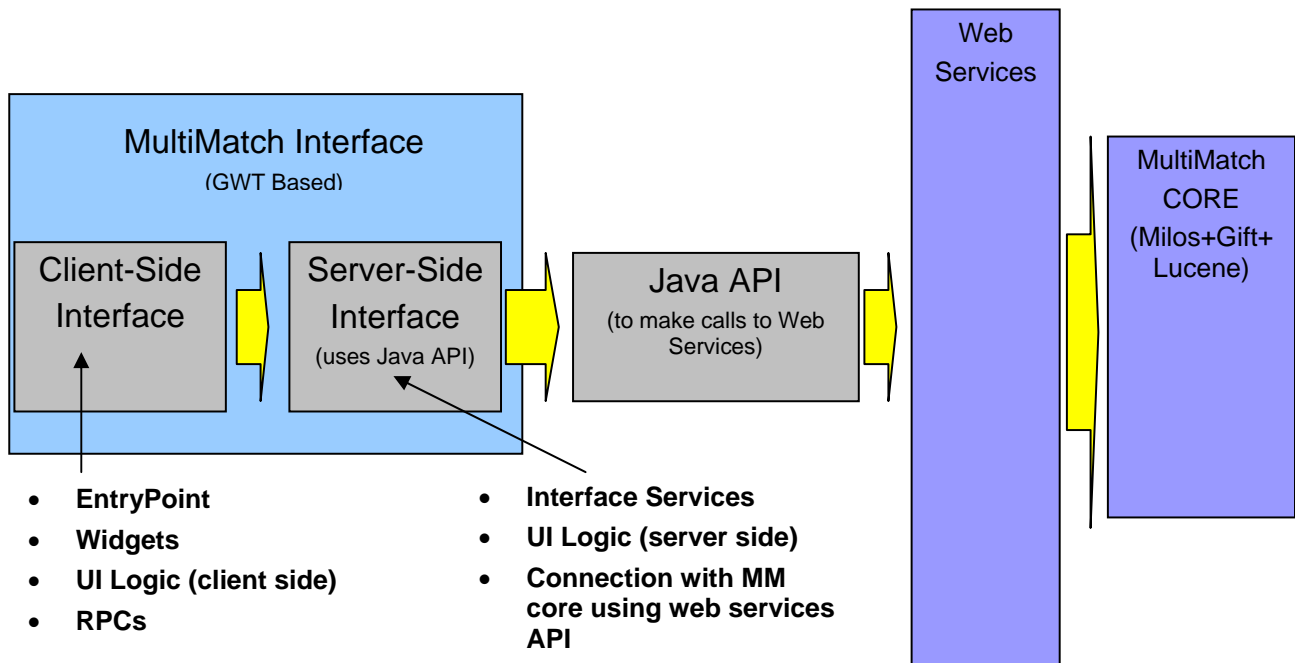 MultiMatch Interface
(GWT Based)
Client-Side
Interface
Server-Side
Interface
(uses Java API)
Java API
(to make calls to Web
Services)
Web
Services
MultiMatch
CORE
(Milos+Gift+
Lucene)
• EntryPoint
• Widgets
• UI Logic (client side)
• RPCs
• Interface Services
• UI Logic (server side)
• Connection with MM
core using web services
API